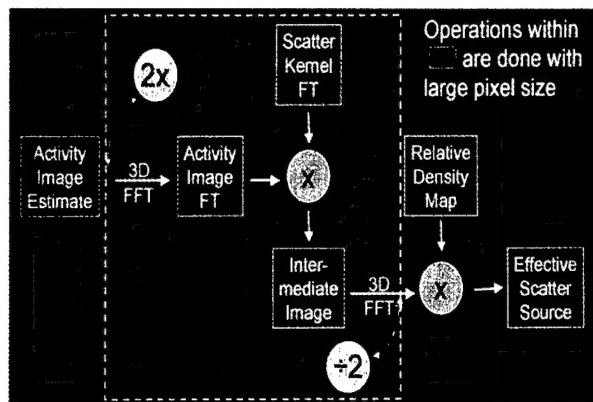 Operations within
are done with
large pixel size
2x
Scatter
Kernel
FT
Activity
Image
Estimate
3D
FFT
Activity
Image
FT
X
Relative
Density
Map
Inter-
mediate
Image
3D
FFT⁻¹
X
Effective
Scatter
Source
÷2